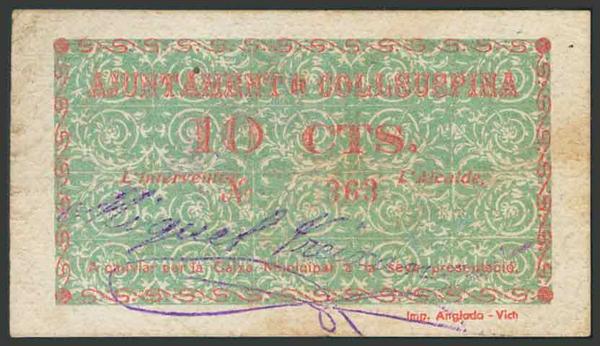 AJUNTAMENT de COLLSUSPINA
10 CTS.
L'Interventor, L'Alcalde,
Nº 363
Miquel
A canviar per la Caixa Municipal a la seva presentació.
Imp. Anglada - Vich